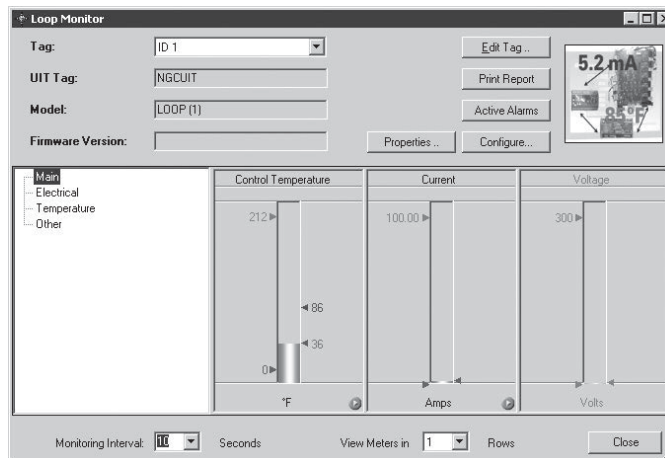 Loop Monitor
Tag: ID 1 Edit Tag ..
UIT Tag: NGCUIT Print Report
Model: LOOP (1) Active Alarms
Firmware Version: Properties .. Configure...
5.2 mA
85°F
Main
Electrical
Temperature
Other
Control Temperature
212
86
36
0
°F
Current
100.00
Amps
Voltage
300
Volts
Monitoring Interval: 10 Seconds View Meters in 1 Rows Close